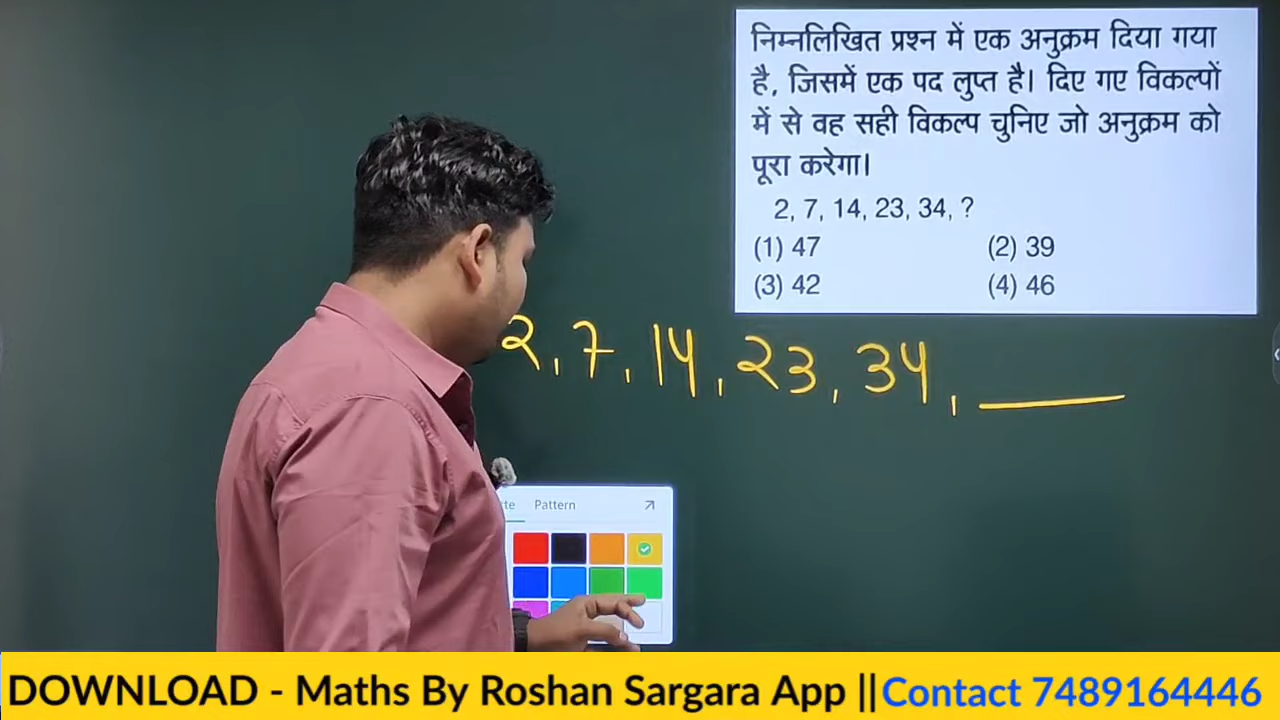 निम्नलिखित प्रश्न में एक अनुक्रम दिया गया
है, जिसमें एक पद लुप्त है। दिए गए विकल्पों
में से वह सही विकल्प चुनिए जो अनुक्रम को
पूरा करेगा।
2, 7, 14, 23, 34, ?
(1) 47 (2) 39
(3) 42 (4) 46
2, 7, 14, 23, 34, ____
te Pattern
DOWNLOAD - Maths By Roshan Sargara App || Contact 7489164446